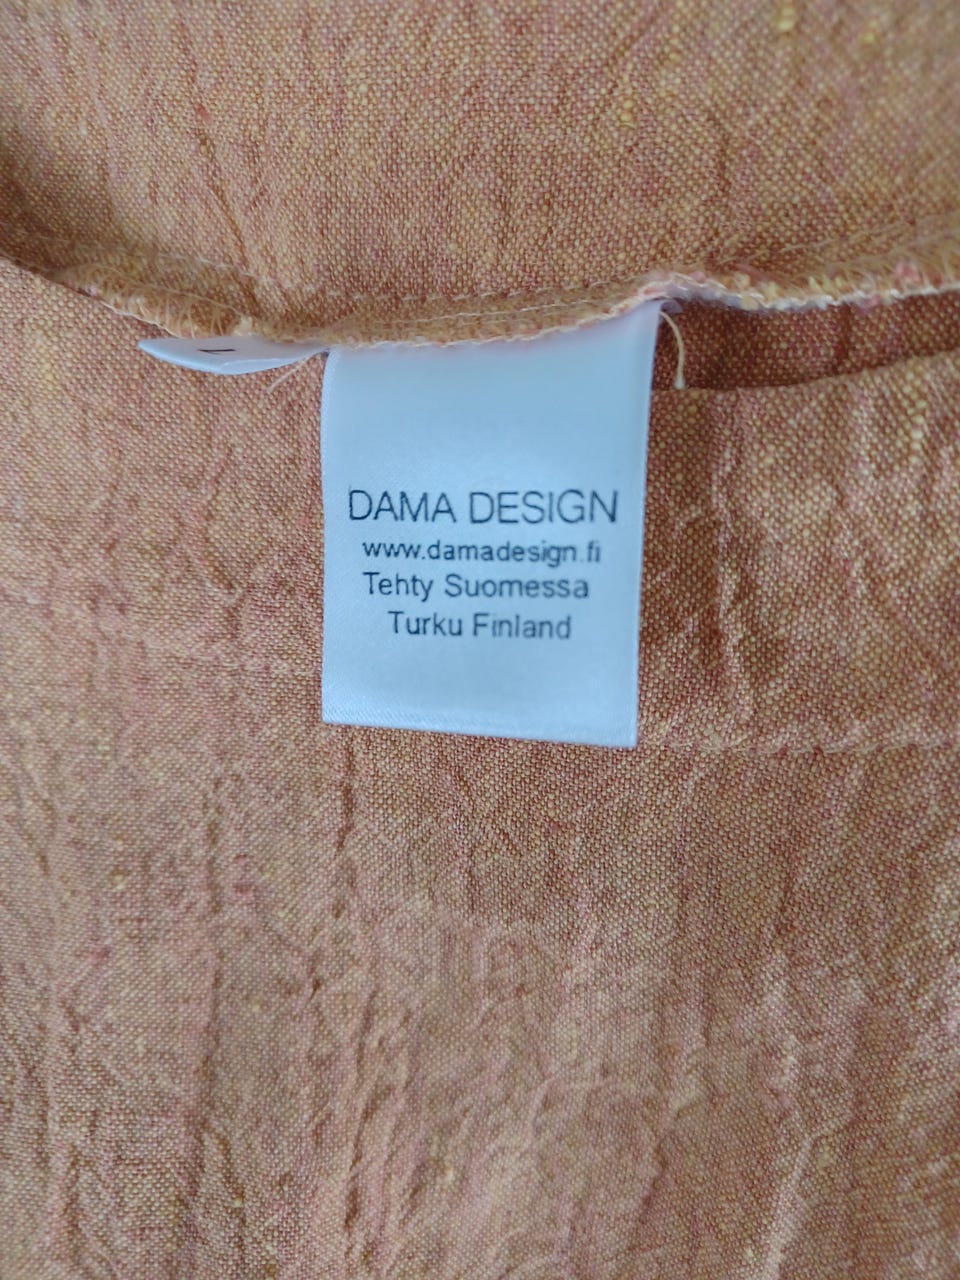 DAMA DESIGN
www.damadesign.fi
Tehty Suomessa
Turku Finland